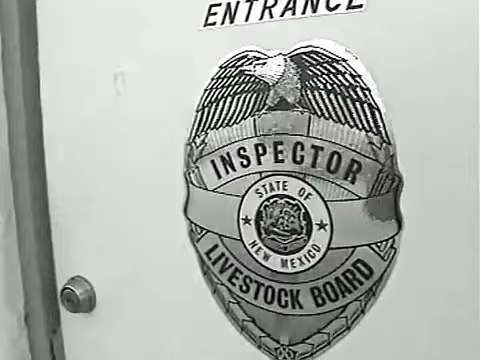 ENTRANCE
INSPECTOR
STATE OF
NEW MEXICO
LIVESTOCK BOARD